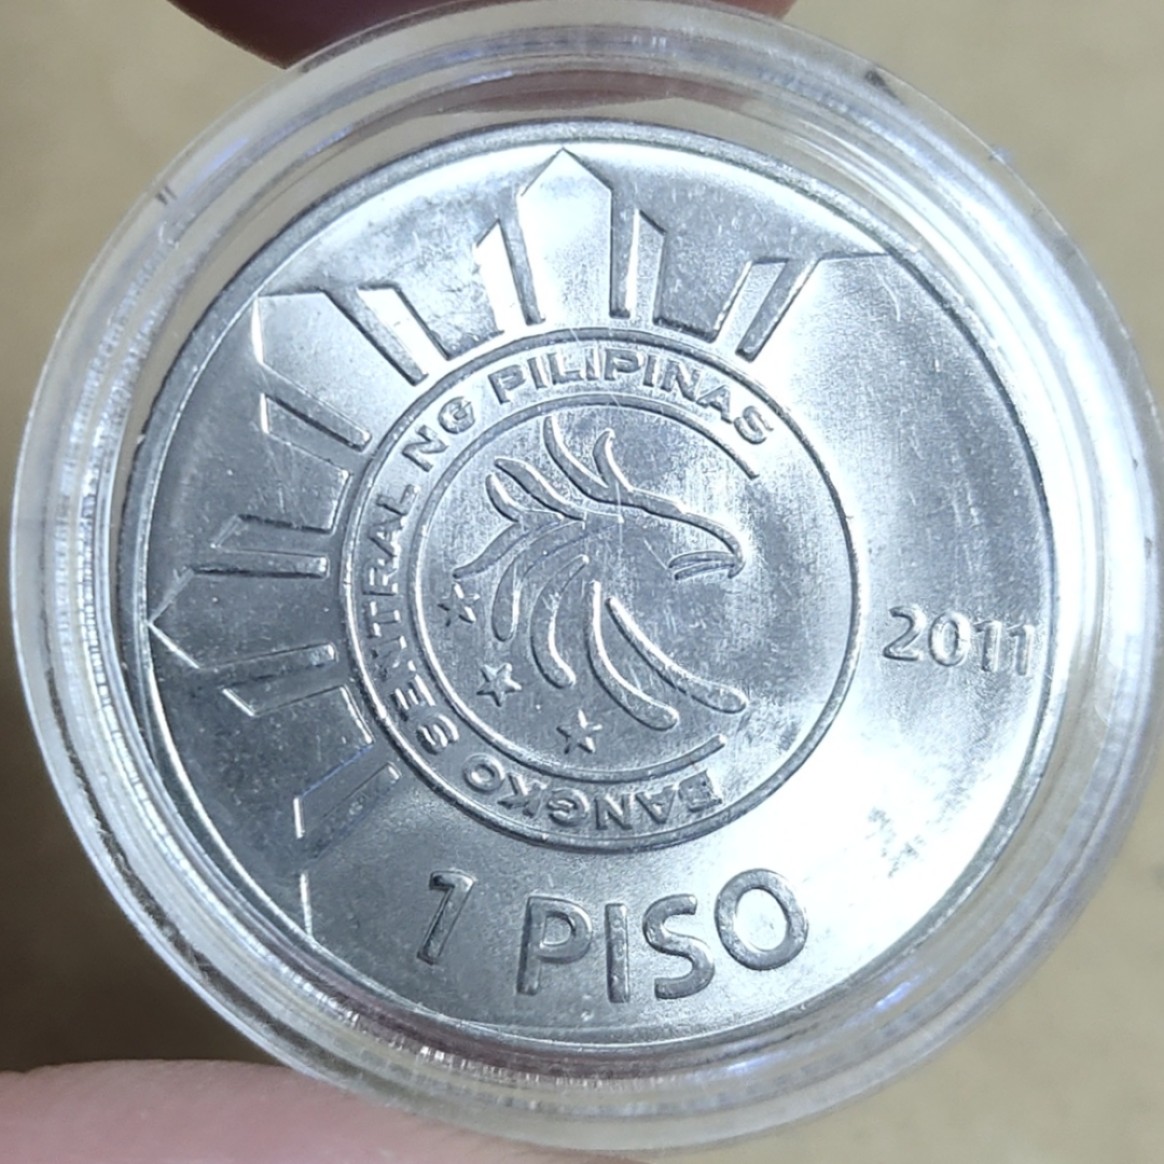 BANGKO SENTRAL NG PILIPINAS
2011
1 PISO